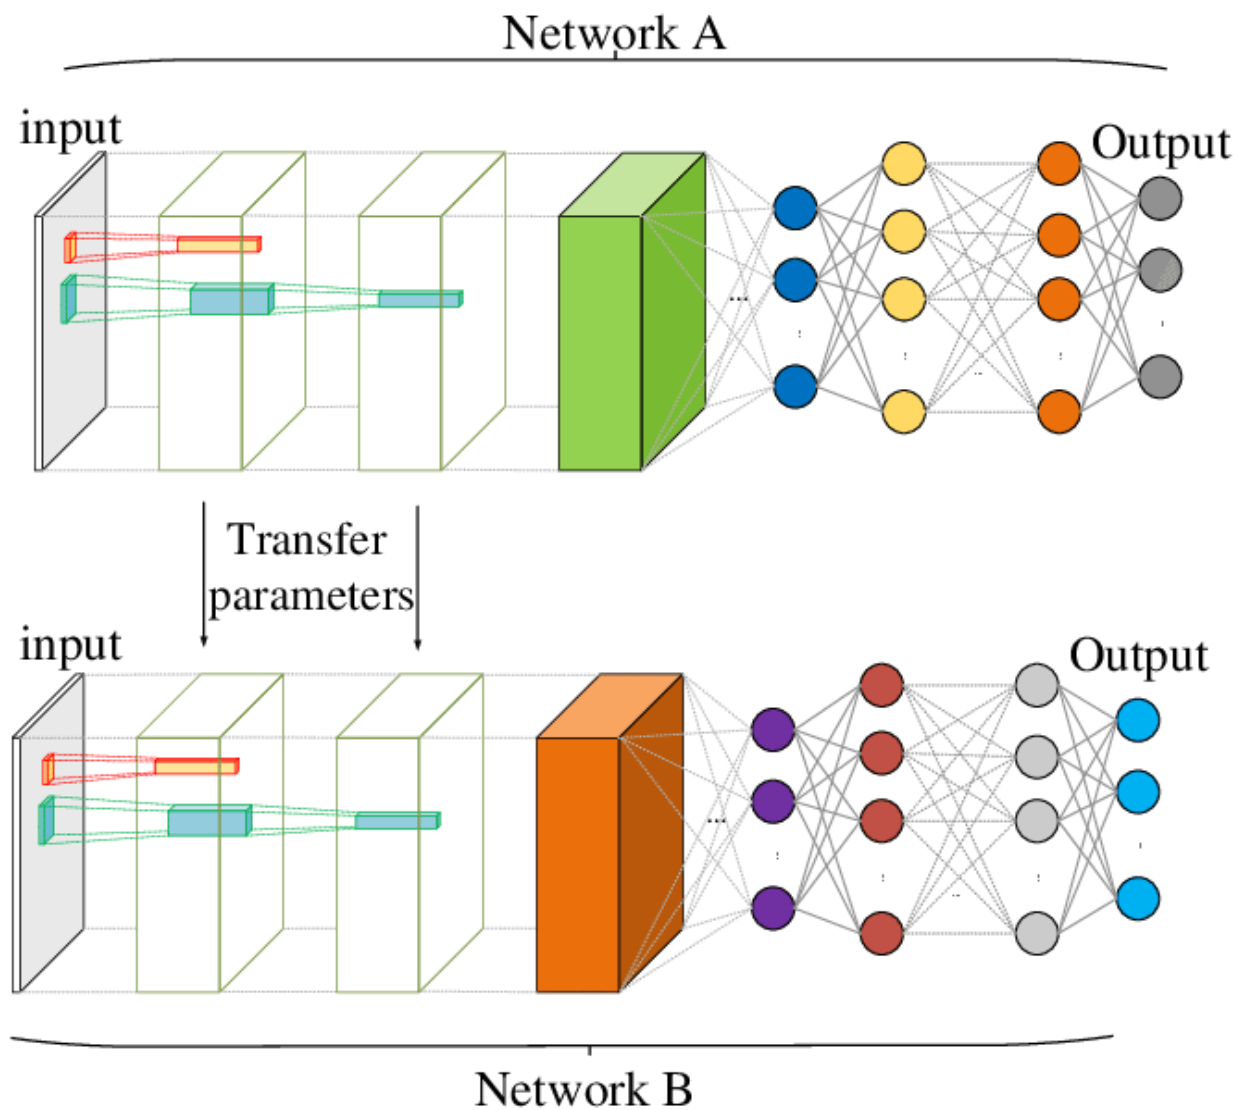 Network A
input
Output
Transfer
parameters
input
Output
Network B